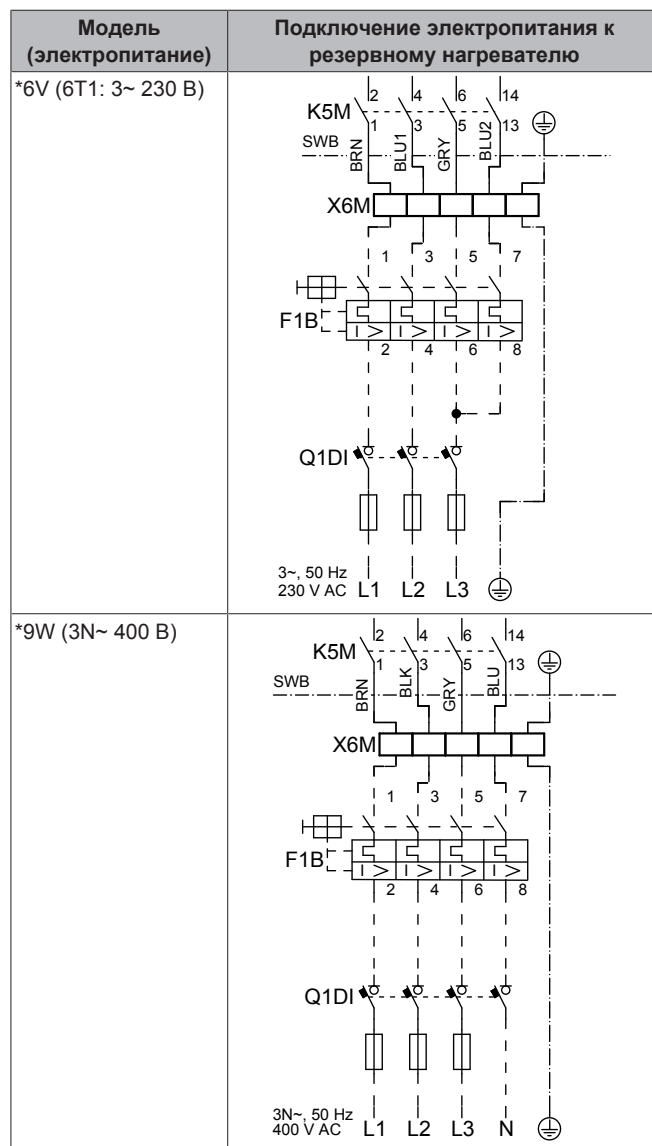 Модель (электропитание)
Подключение электропитания к резервному нагревателю
*6V (6T1: 3~ 230 В)
2 4 6 14
K5M
1 3 5 13
SWB
BRN BLU1 GRY BLU2
X6M
1 3 5 7
F1B
I > I > I > I >
2 4 6 8
Q1DI
3~, 50 Hz
230 V AC L1 L2 L3
*9W (3N~ 400 В)
2 4 6 14
K5M
1 3 5 13
SWB
BRN BLK GRY BLU
X6M
1 3 5 7
F1B
I > I > I > I >
2 4 6 8
Q1DI
3N~, 50 Hz
400 V AC L1 L2 L3 N